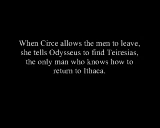 When Circe allows the men to leave,
she tells Odysseus to find Teiresias,
the only man who knows how to
return to Ithaca.